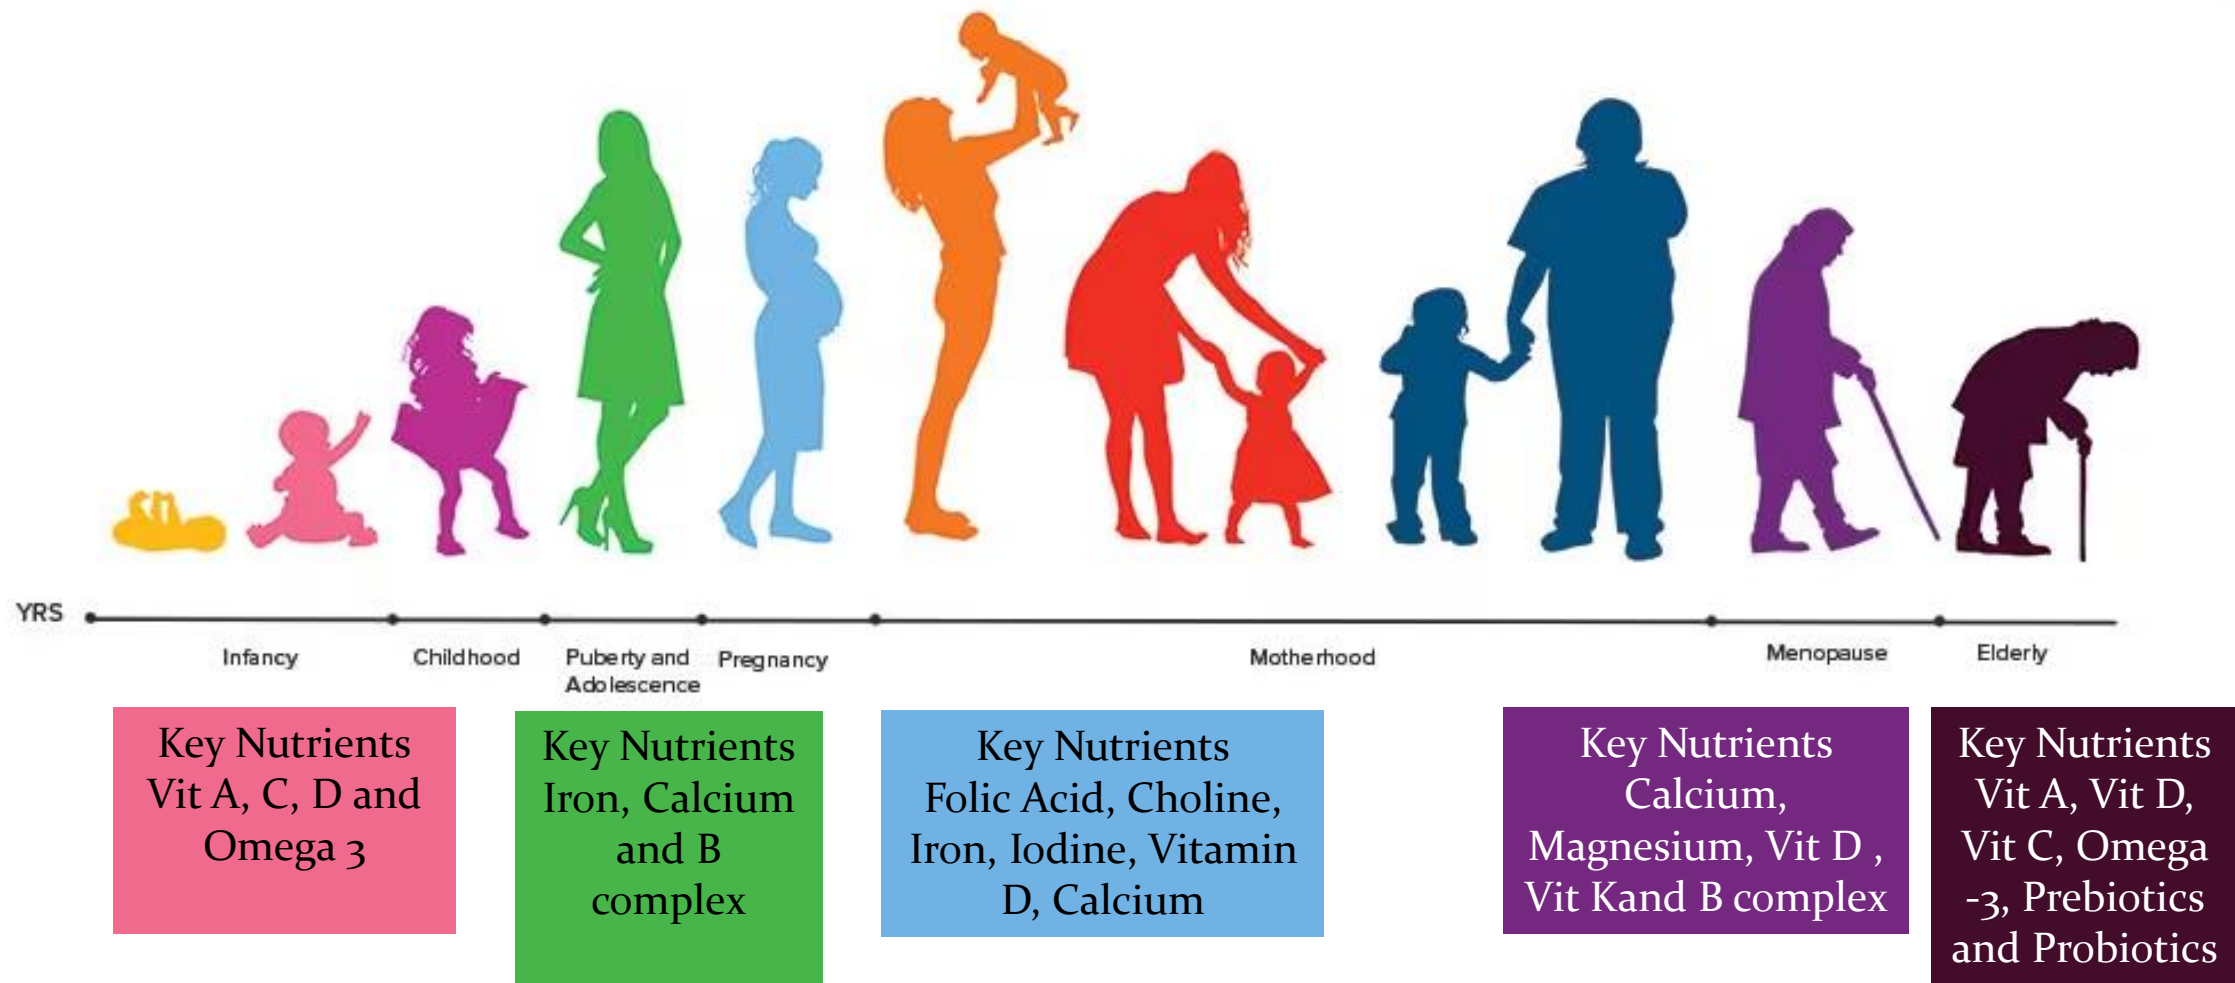 YRS
Infancy
Childhood
Puberty and
Adolescence
Pregnancy
Motherhood
Menopause
Elderly
Key Nutrients
Vit A, C, D and
Omega 3
Key Nutrients
Iron, Calcium
and B
complex
Key Nutrients
Folic Acid, Choline,
Iron, Iodine, Vitamin
D, Calcium
Key Nutrients
Calcium,
Magnesium, Vit D ,
Vit Kand B complex
Key Nutrients
Vit A, Vit D,
Vit C, Omega
-3, Prebiotics
and Probiotics